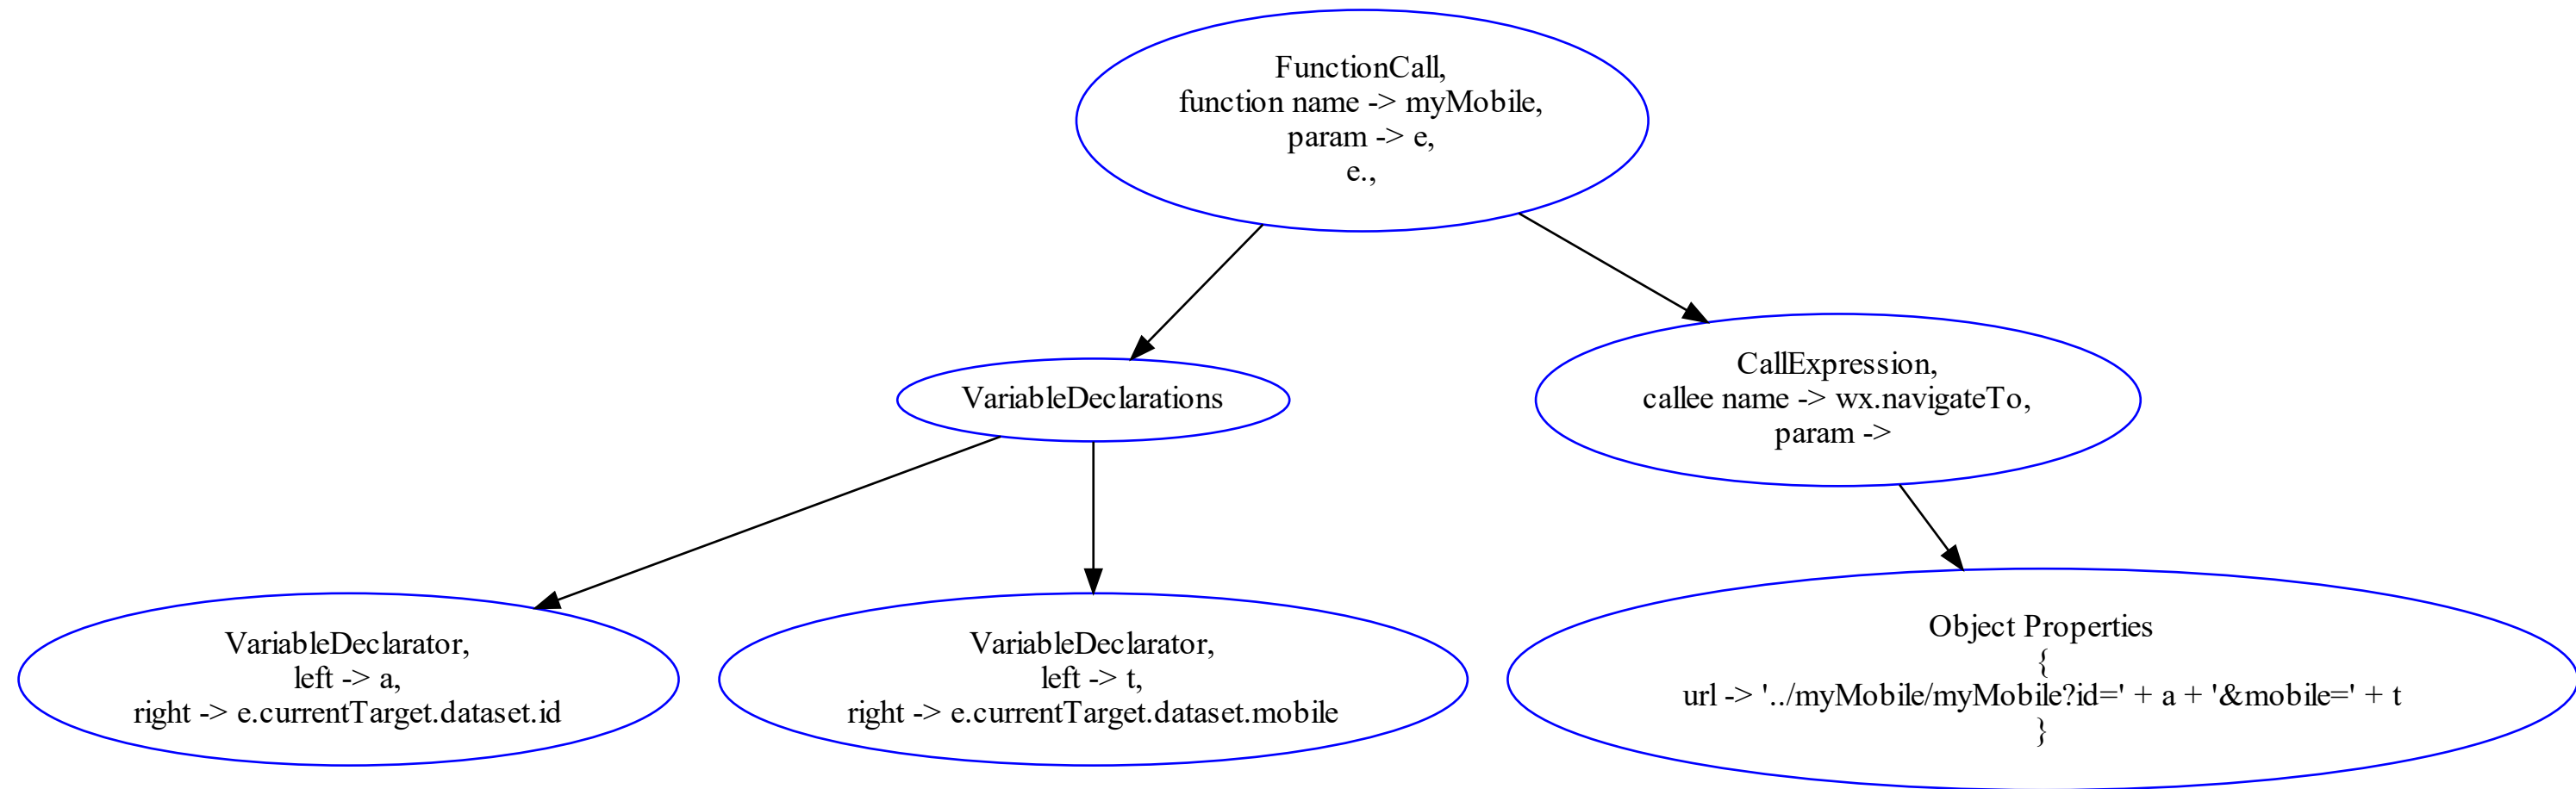 FunctionCall,
function name -> myMobile,
param -> e,
e.,
VariableDeclarations
CallExpression,
callee name -> wx.navigateTo,
param ->
VariableDeclarator,
left -> a,
right -> e.currentTarget.dataset.id
VariableDeclarator,
left -> t,
right -> e.currentTarget.dataset.mobile
Object Properties
{
url -> '../myMobile/myMobile?id=' + a + '&mobile=' + t
}